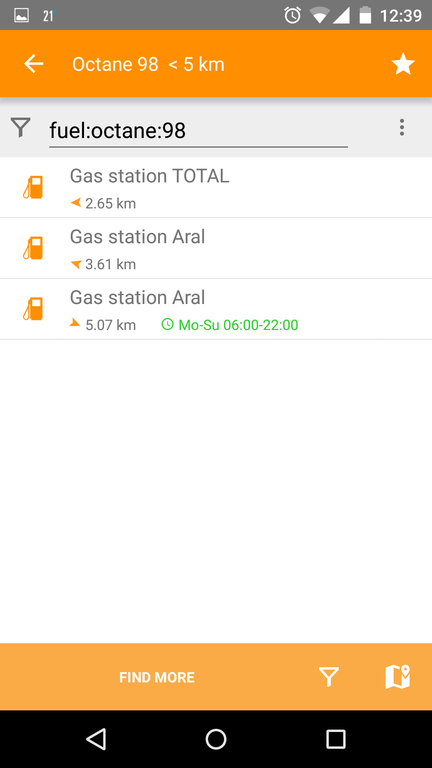 21 12:39
Octane 98 < 5 km
fuel:octane:98
Gas station TOTAL
2.65 km
Gas station Aral
3.61 km
Gas station Aral
5.07 km Mo-Su 06:00-22:00
FIND MORE